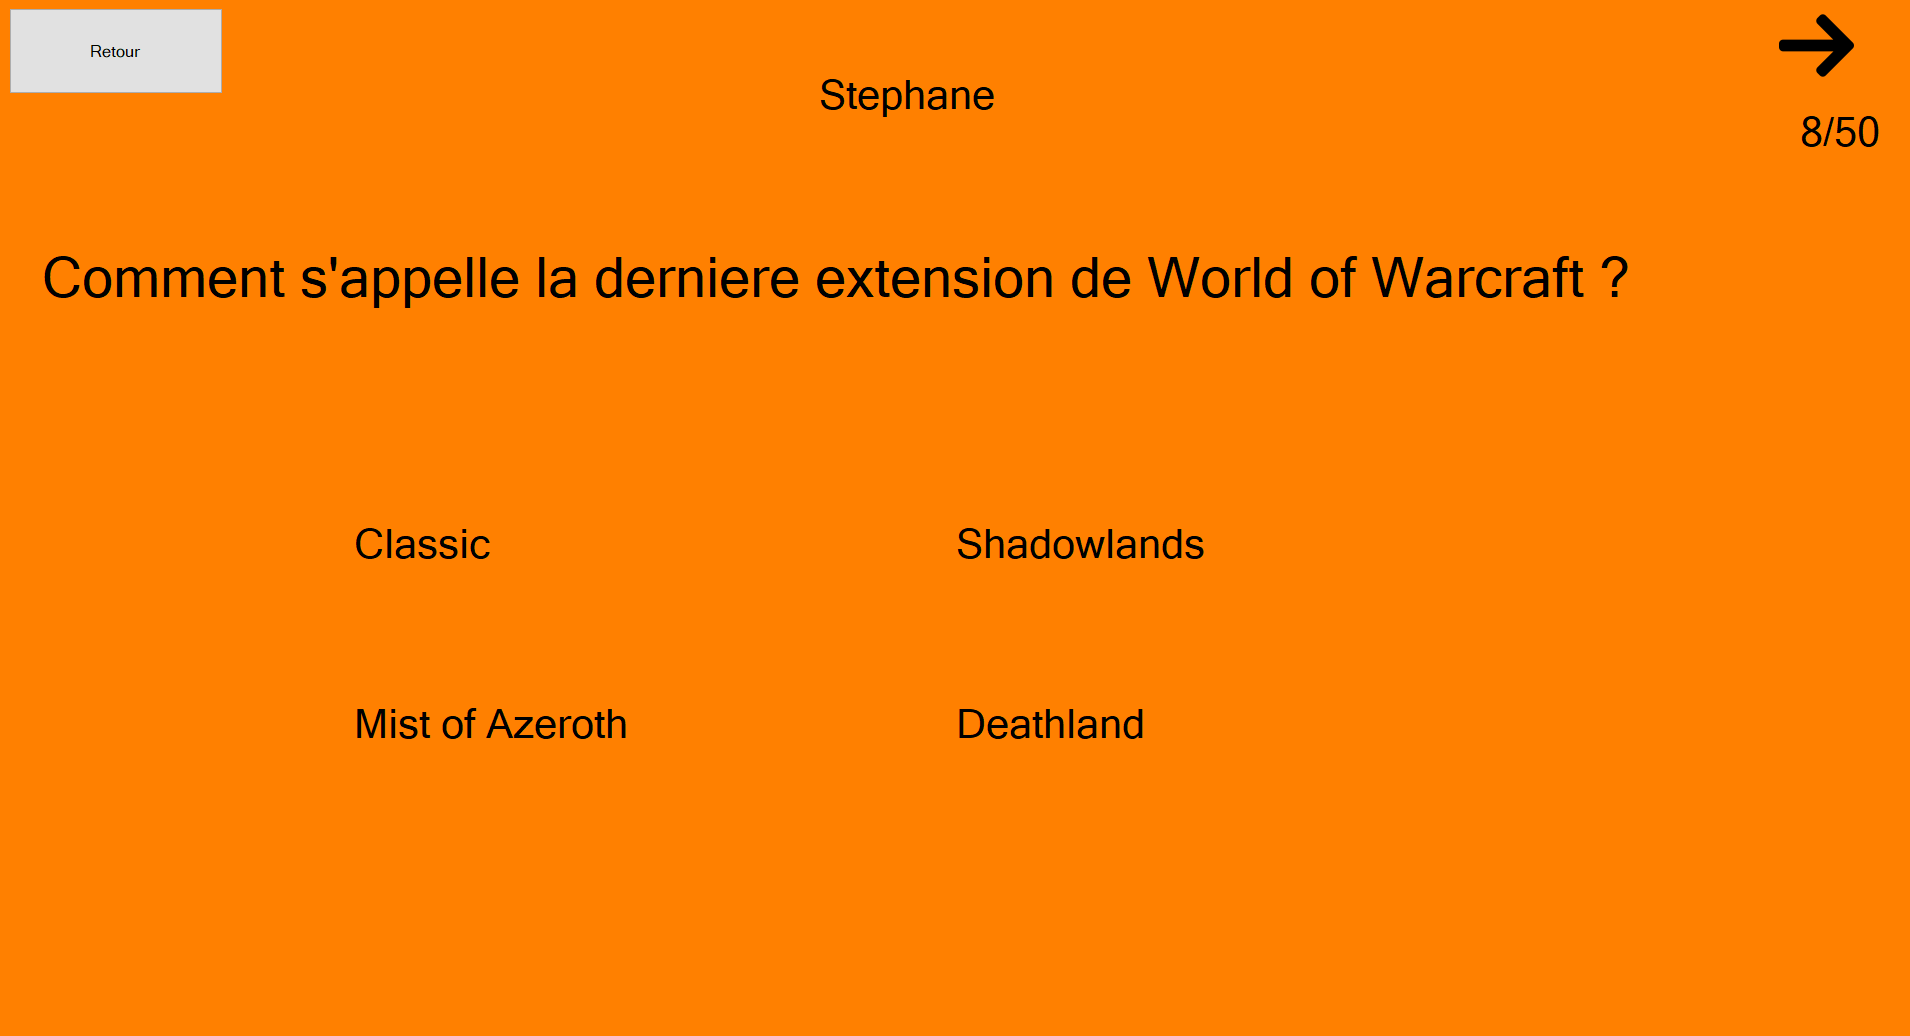 Retour
Stephane
8/50
Comment s'appelle la derniere extension de World of Warcraft ?
Classic
Shadowlands
Mist of Azeroth
Deathland